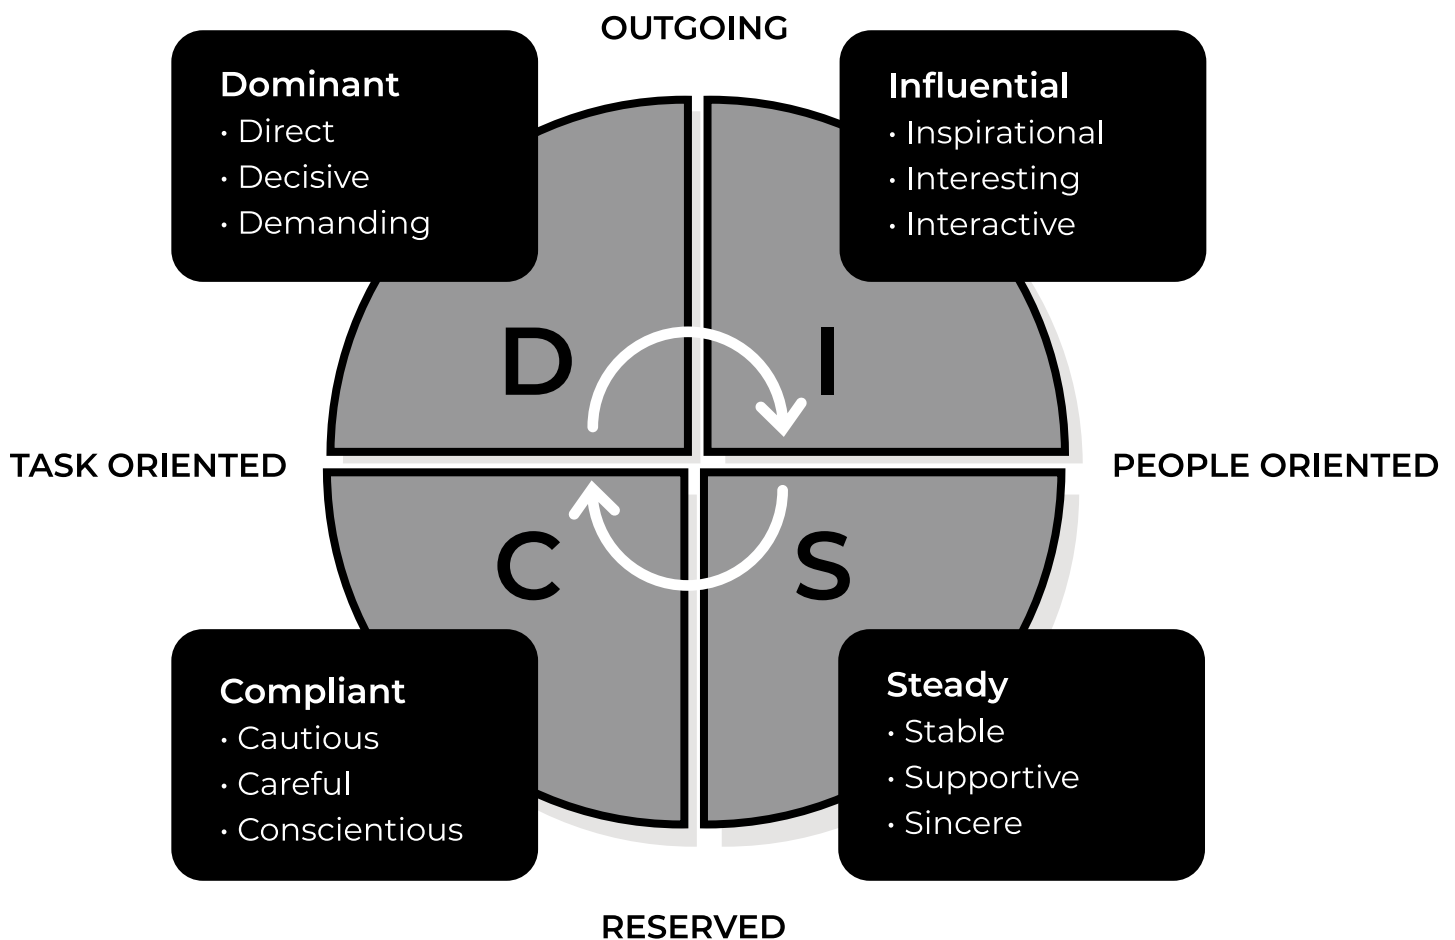 OUTGOING
Dominant
· Direct
· Decisive
· Demanding
Influential
· Inspirational
· Interesting
· Interactive
D
I
TASK ORIENTED
PEOPLE ORIENTED
C
S
Compliant
· Cautious
· Careful
· Conscientious
Steady
· Stable
· Supportive
· Sincere
RESERVED